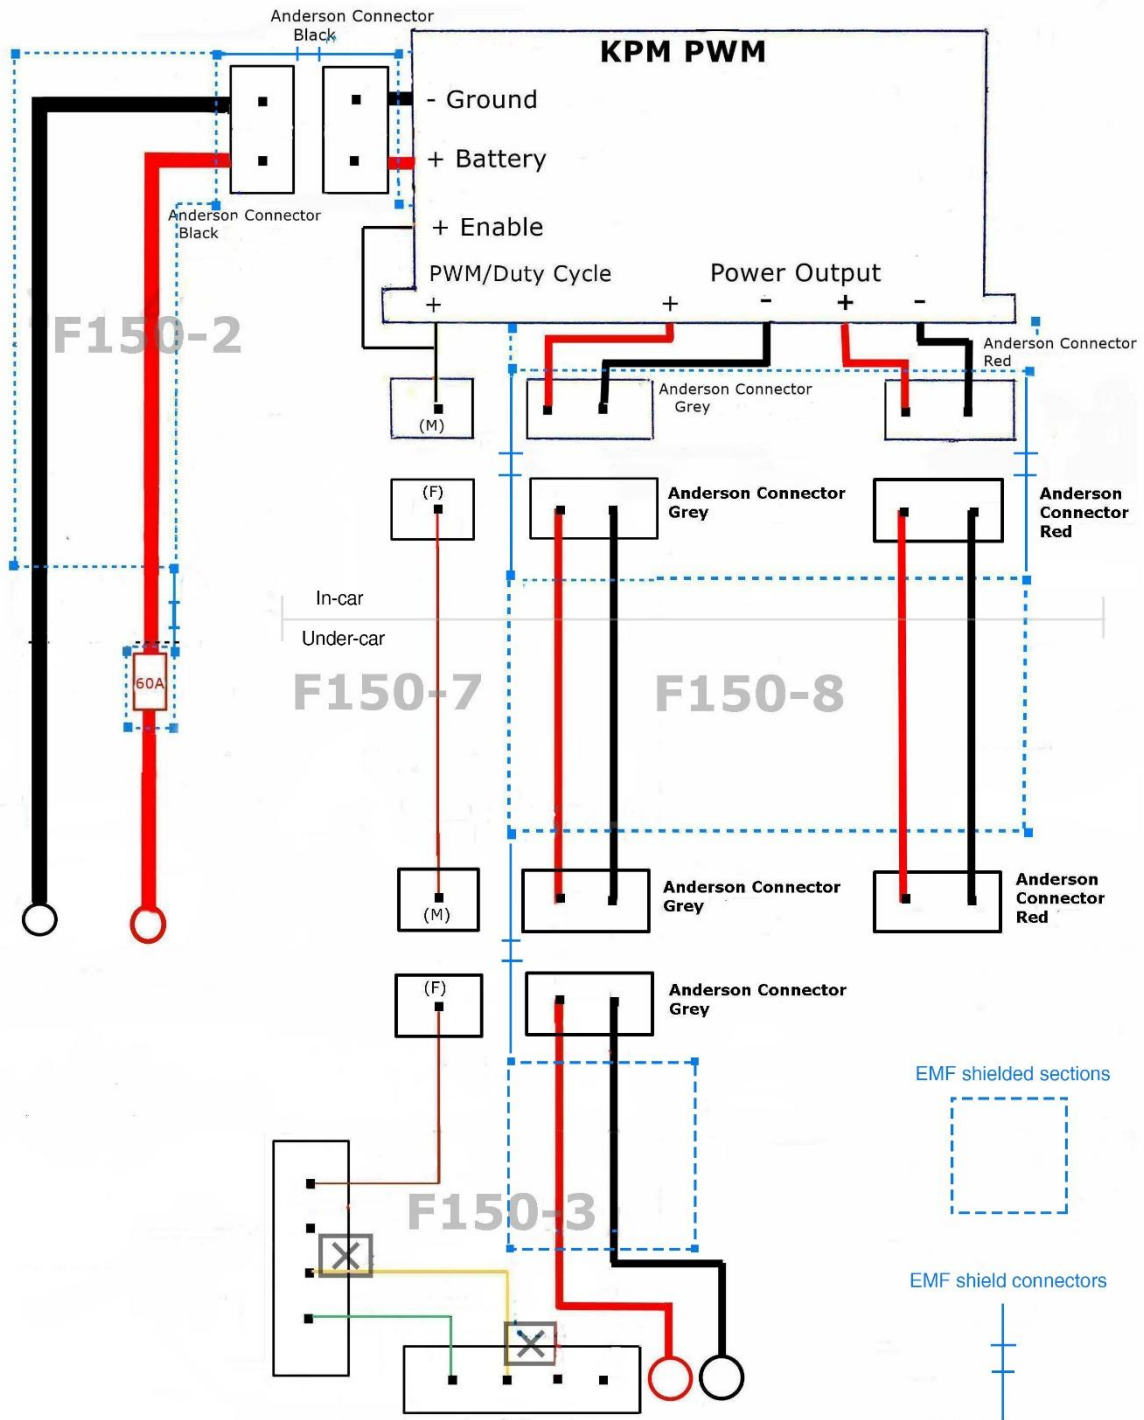 Anderson Connector
Black
KPM PWM
- Ground
+ Battery
+ Enable
PWM/Duty Cycle
Power Output
+
+
-
+
-
Anderson Connector
Black
F150-2
Anderson Connector
Red
Anderson Connector
Grey
(M)
(F)
Anderson Connector
Grey
Anderson
Connector
Red
In-car
Under-car
60A
F150-7
F150-8
(M)
Anderson Connector
Grey
Anderson
Connector
Red
(F)
Anderson Connector
Grey
EMF shielded sections
F150-3
EMF shield connectors